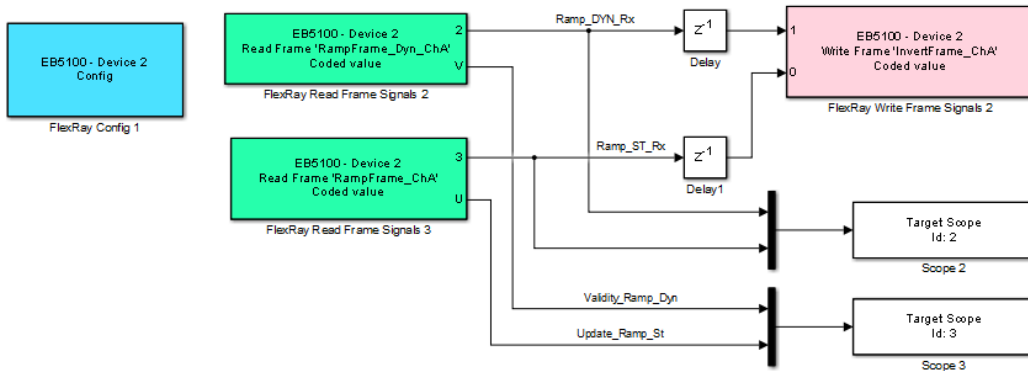 EB5100 - Device 2
Config
FlexRay Config 1
EB5100 - Device 2
Read Frame 'RampFrame_Dyn_ChA'
Coded value
2
V
FlexRay Read Frame Signals 2
Ramp_DYN_Rx
z-1
Delay
1
0
EB5100 - Device 2
Write Frame 'InvertFrame_ChA'
Coded value
FlexRay Write Frame Signals 2
EB5100 - Device 2
Read Frame 'RampFrame_ChA'
Coded value
3
U
FlexRay Read Frame Signals 3
Ramp_ST_Rx
z-1
Delay1
Target Scope
Id: 2
Scope 2
Validity_Ramp_Dyn
Update_Ramp_St
Target Scope
Id: 3
Scope 3